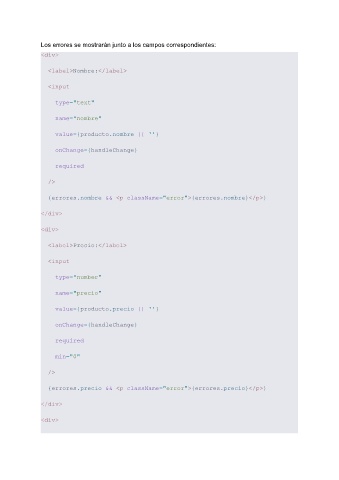 Los errores se mostrarán junto a los campos correspondientes:
<div>
<label>Nombre:</label>
<input
type="text"
name="nombre"
value={producto.nombre || ''}
onChange={handleChange}
required
/>
{errores.nombre && <p className="error">{errores.nombre}</p>}
</div>
<div>
<label>Precio:</label>
<input
type="number"
name="precio"
value={producto.precio || ''}
onChange={handleChange}
required
min="0"
/>
{errores.precio && <p className="error">{errores.precio}</p>}
</div>
<div>